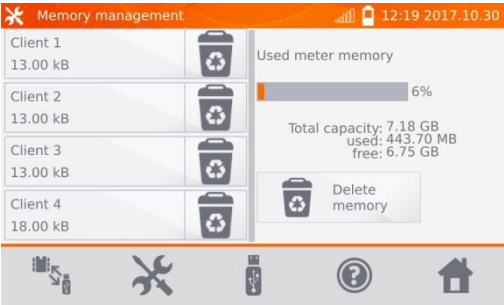 Memory management
12:19 2017.10.30
Client 1
13.00 kB
Client 2
13.00 kB
Client 3
13.00 kB
Client 4
18.00 kB
Used meter memory
6%
Total capacity: 7.18 GB
used: 443.70 MB
free: 6.75 GB
Delete
memory